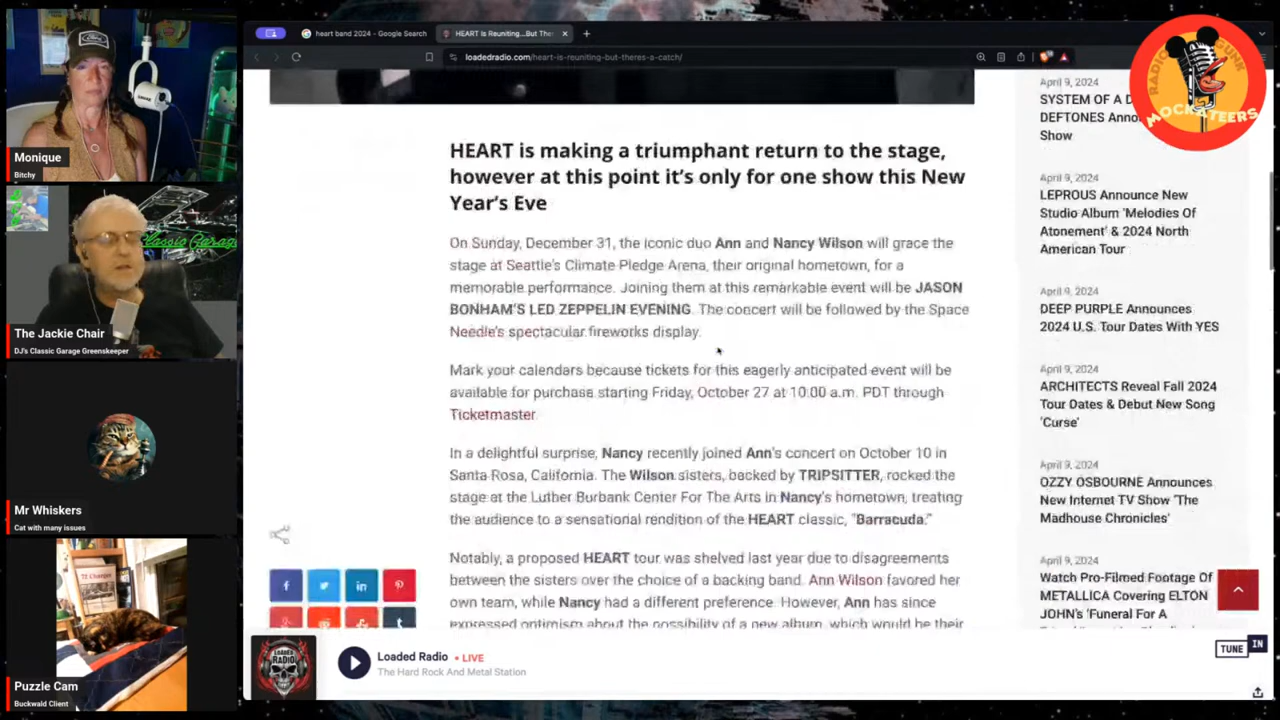 Monique
Bitchy
The Jackie Chair
DJ's Classic Garage Greenskeeper
Mr Whiskers
Cat with many issues
Puzzle Cam
Buckwald Client
heart band 2024 - Google Search
HEART Is Reuniting...But The
loadedradio.com/heart-is-reuniting-but-theres-a-catch/
HEART is making a triumphant return to the stage,
however at this point it's only for one show this New
Year's Eve
On Sunday, December 31, the iconic duo Ann and Nancy Wilson will grace the
stage at Seattle's Climate Pledge Arena, their original hometown, for a
memorable performance. Joining them at this remarkable event will be JASON
BONHAM'S LED ZEPPELIN EVENING. The concert will be followed by the Space
Needle's spectacular fireworks display.
Mark your calendars because tickets for this eagerly anticipated event will be
available for purchase starting Friday, October 27 at 10:00 a.m. PDT through
Ticketmaster.
In a delightful surprise, Nancy recently joined Ann's concert on October 10 in
Santa Rosa, California. The Wilson sisters, backed by TRIPSITTER, rocked the
stage at the Luther Burbank Center For The Arts in Nancy's hometown, treating
the audience to a sensational rendition of the HEART classic, "Barracuda."
Notably, a proposed HEART tour was shelved last year due to disagreements
between the sisters over the choice of a backing band. Ann Wilson favored her
own team, while Nancy had a different preference. However, Ann has since
expressed optimism about the possibility of a new album, which would be their
April 9, 2024
SYSTEM OF A D
DEFTONES Anno
Show
April 9, 2024
LEPROUS Announce New
Studio Album 'Melodies Of
Atonement' & 2024 North
American Tour
April 9, 2024
DEEP PURPLE Announces
2024 U.S. Tour Dates With YES
April 9, 2024
ARCHITECTS Reveal Fall 2024
Tour Dates & Debut New Song
'Curse'
April 9, 2024
OZZY OSBOURNE Announces
New Internet TV Show 'The
Madhouse Chronicles'
April 9, 2024
Watch Pro-Filmed Footage Of
METALLICA Covering ELTON
JOHN's 'Funeral For A
Loaded Radio • LIVE
The Hard Rock And Metal Station
TUNE IN
LOADED
RADIO
RADIO GUNK
MOCKATEERS
Classic Garage